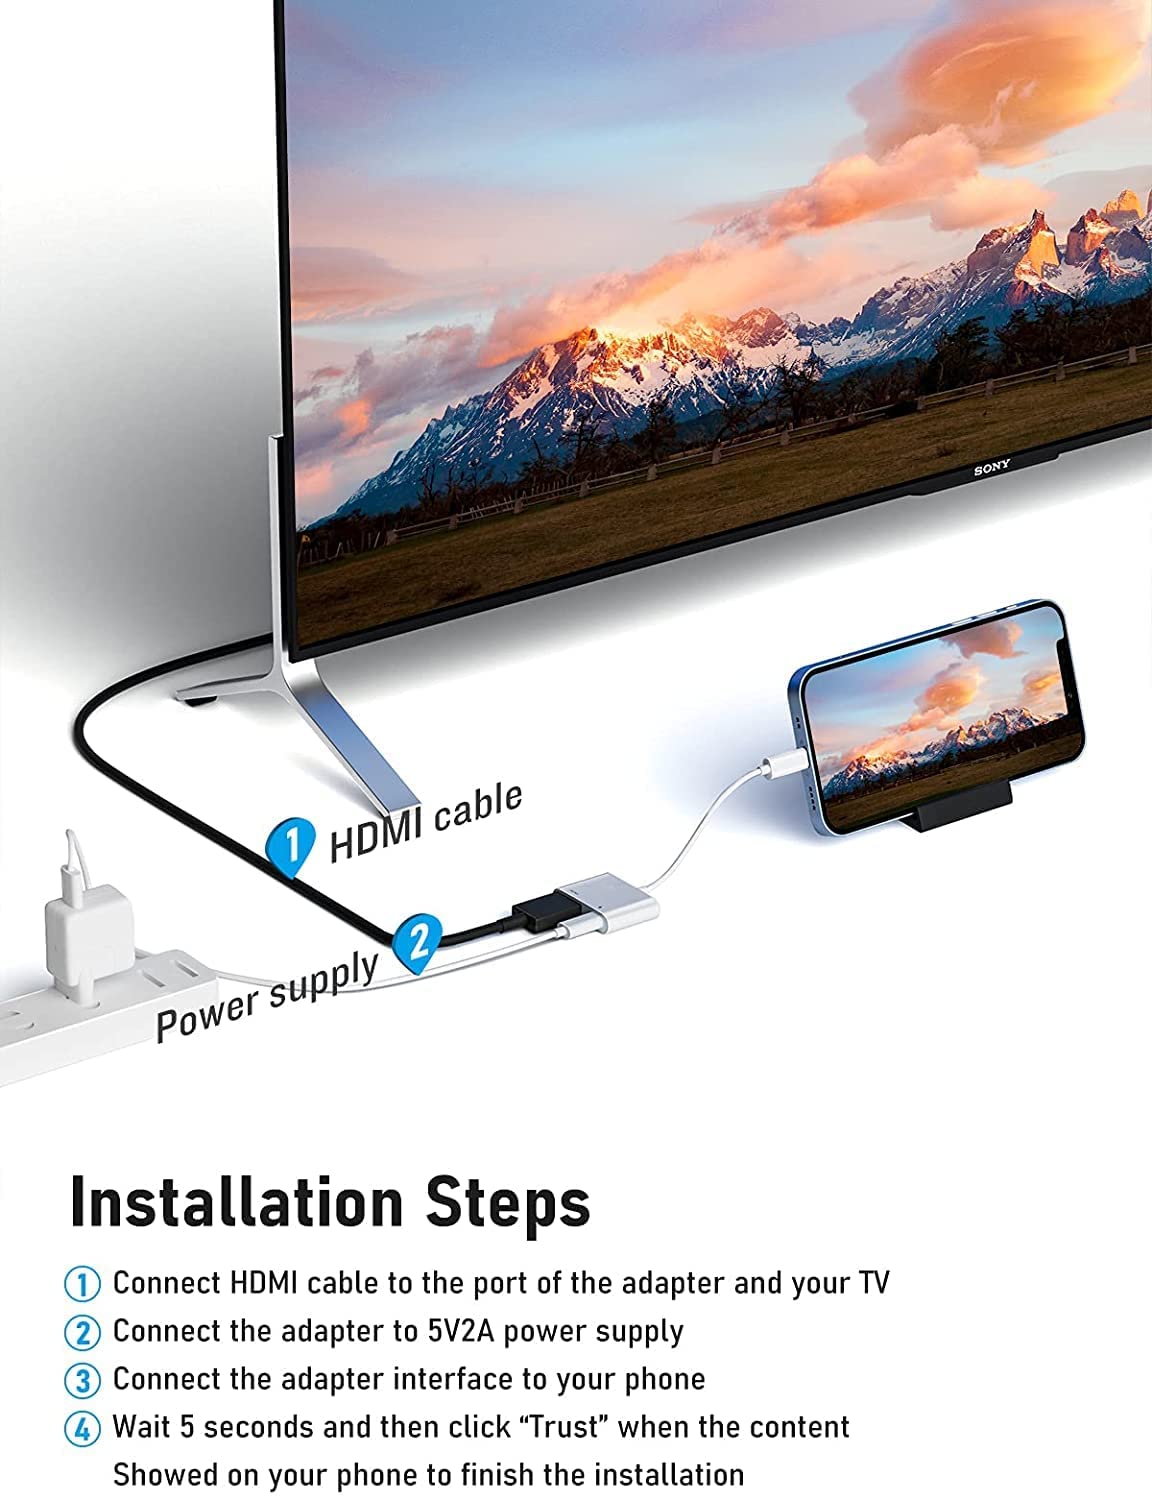 SONY
1 HDMI cable
2
Power supply
Installation Steps
1 Connect HDMI cable to the port of the adapter and your TV
2 Connect the adapter to 5V2A power supply
3 Connect the adapter interface to your phone
4 Wait 5 seconds and then click “Trust” when the content
Showed on your phone to finish the installation